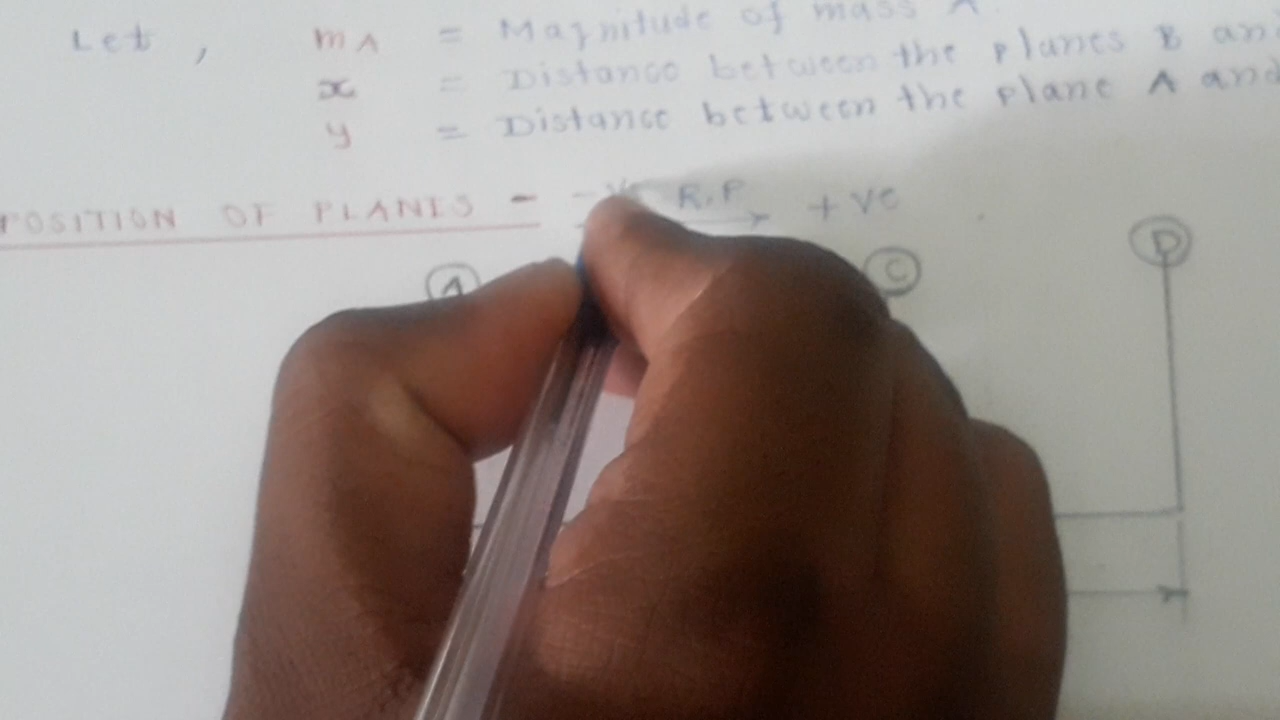 Let, mA = Magnitude of mass A.
x = Distance between the planes B and
y = Distance between the plane A and
POSITION OF PLANES - -ve R.P +ve
A C D